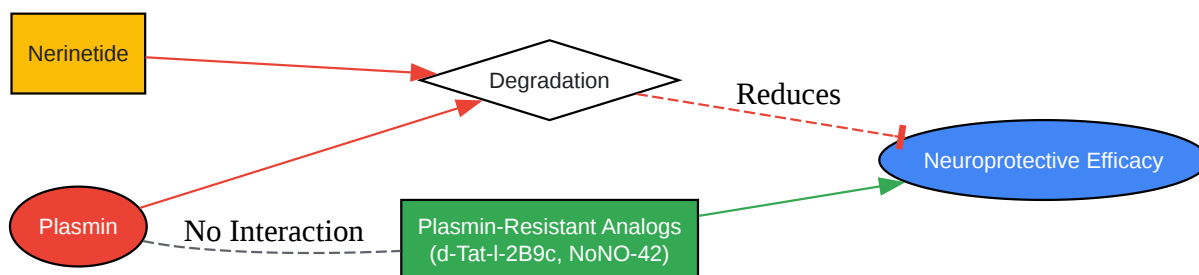 Nerinetide
Degradation
Reduces
Neuroprotective Efficacy
Plasmin
No Interaction
Plasmin-Resistant Analogs
(d-Tat-l-2B9c, NoNO-42)